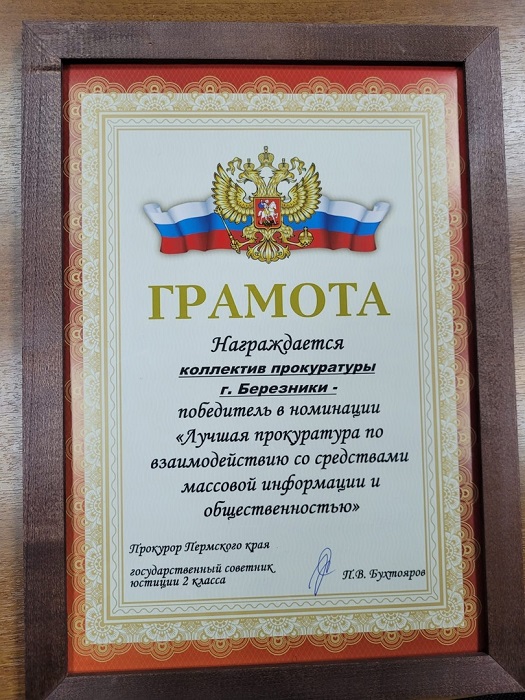 ГРАМОТА
Награждается
коллектив прокуратуры
г. Березники -
победитель в номинации
«Лучшая прокуратура по
взаимодействию со средствами
массовой информации и
общественностью»
Прокурор Пермского края
государственный советник
юстиции 2 класса
П.В. Бухтояров